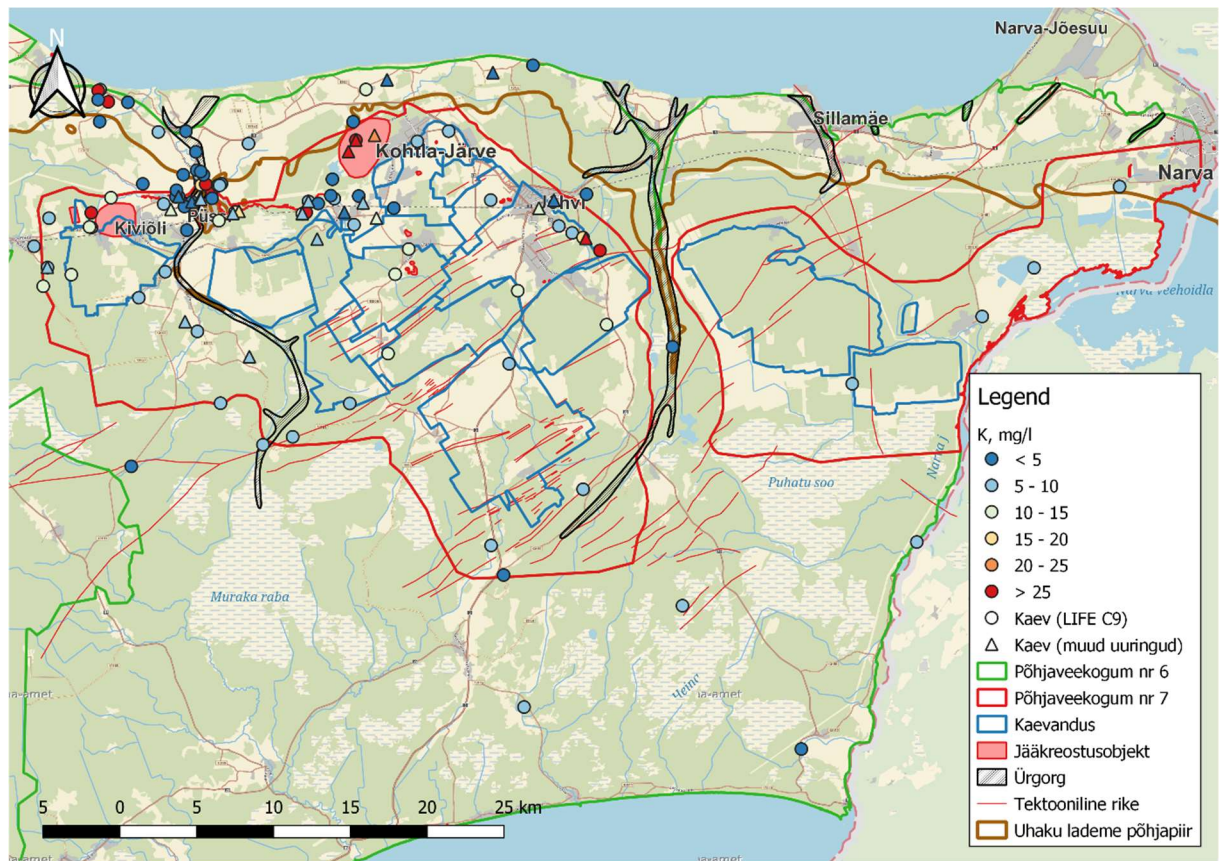 N
Narva-Jõesuu
Sillamäe
Kohtla-Järve
Narva
Jõhvi
Püssi
Kiviõli
Narva veehoidla
Narva j
Puhatu soo
Muraka raba
5 0 5 10 15 20 25 km
Legend
K, mg/l
< 5
5 - 10
10 - 15
15 - 20
20 - 25
> 25
Kaev (LIFE C9)
Kaev (muud uuringud)
Põhjaveekogum nr 6
Põhjaveekogum nr 7
Kaevandus
Jääkreostusobjekt
Ürgorg
Tektooniline rike
Uhaku lademe põhjapiir